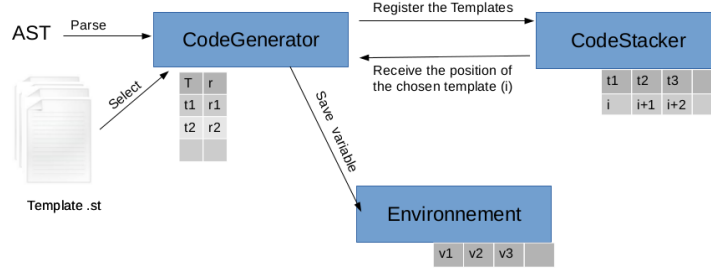 AST
Parse
CodeGenerator
Register the Templates
CodeStacker
Receive the position of
the chosen template (i)
Select
T r
t1 r1
t2 r2
t1 t2 t3
i i+1 i+2
Save variable
Template .st
Environnement
v1 v2 v3